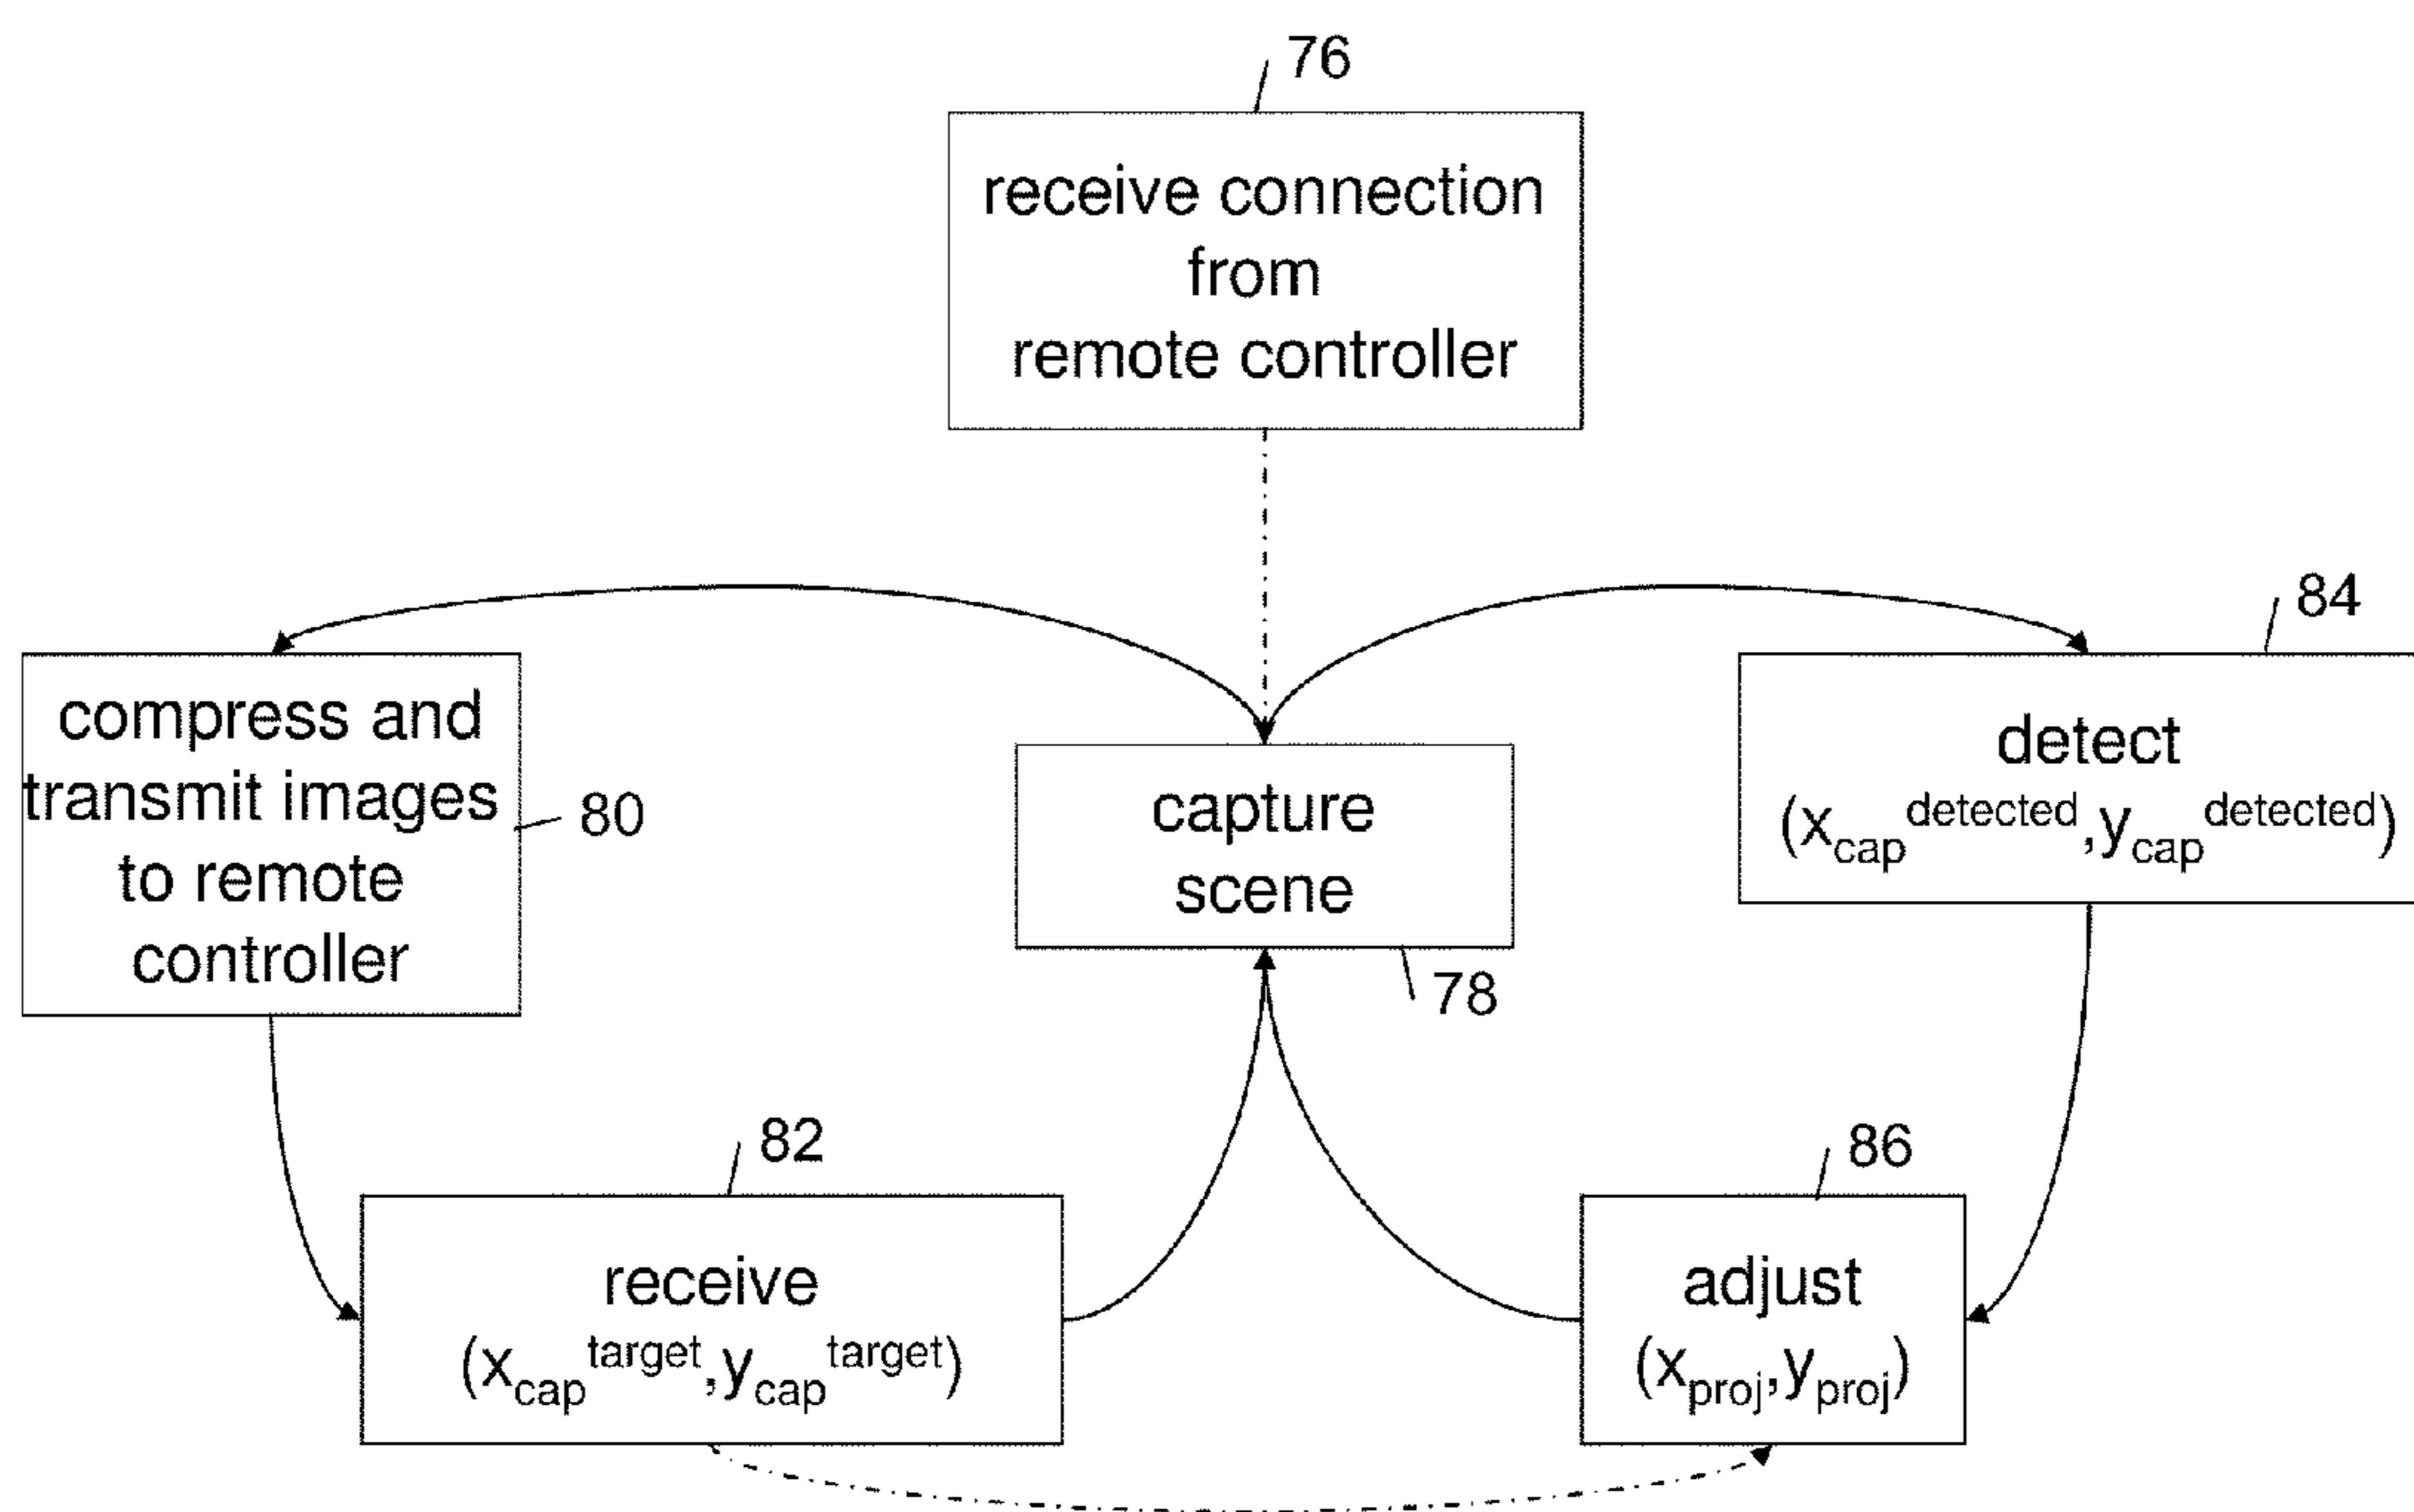 76
receive connection
from
remote controller
84
compress and
transmit images
to remote
controller
80
capture
scene
78
detect
(x_cap^detected,y_cap^detected)
82
receive
(x_cap^target,y_cap^target)
86
adjust
(x_proj,y_proj)